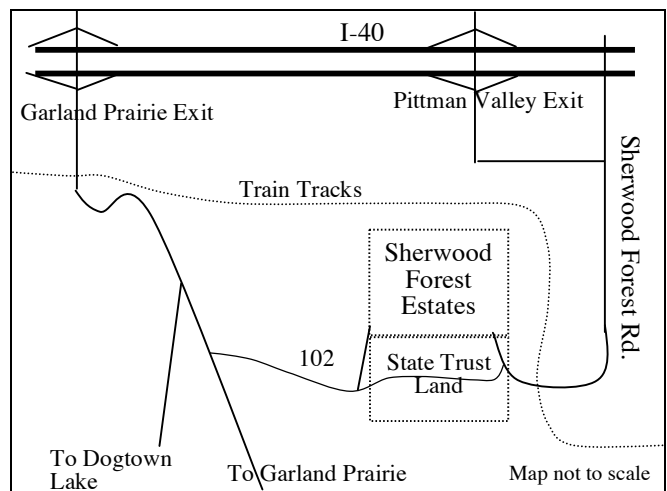 I-40
Garland Prairie Exit
Pittman Valley Exit
Sherwood Forest Rd.
Train Tracks
Sherwood
Forest
Estates
102
State Trust
Land
To Dogtown
Lake
To Garland Prairie
Map not to scale